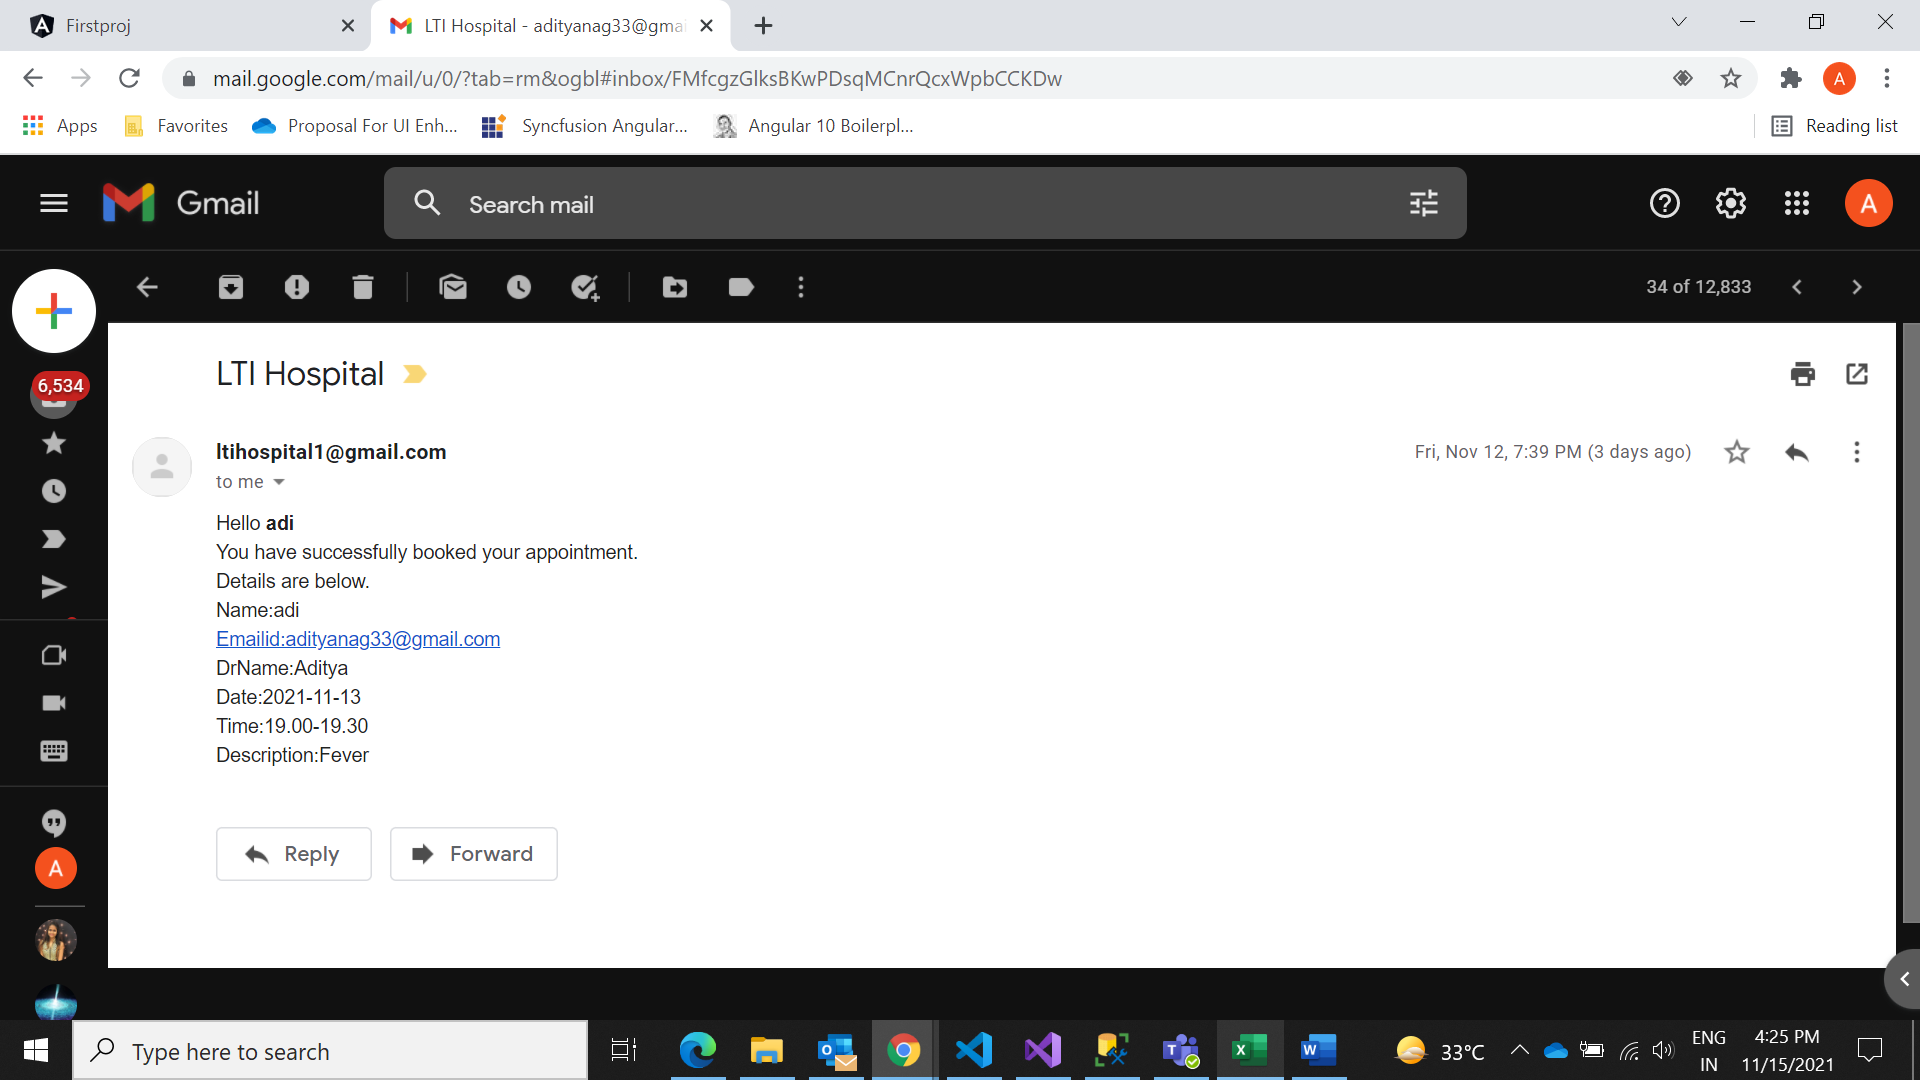 Firstproj
LTI Hospital - adityanag33@gmai
mail.google.com/mail/u/0/?tab=rm&ogbl#inbox/FMfcgzGlksBKwPDsqMCnrQcxWpbCCKDw
A
Apps
Favorites
Proposal For UI Enh...
Syncfusion Angular...
Angular 10 Boilerpl...
Reading list
Gmail
Search mail
A
34 of 12,833
6,534
LTI Hospital
ltihospital1@gmail.com
Fri, Nov 12, 7:39 PM (3 days ago)
to me
Hello adi
You have successfully booked your appointment.
Details are below.
Name:adi
Emailid:adityanag33@gmail.com
DrName:Aditya
Date:2021-11-13
Time:19.00-19.30
Description:Fever
Reply
Forward
A
Type here to search
33°C
ENG
IN
4:25 PM
11/15/2021